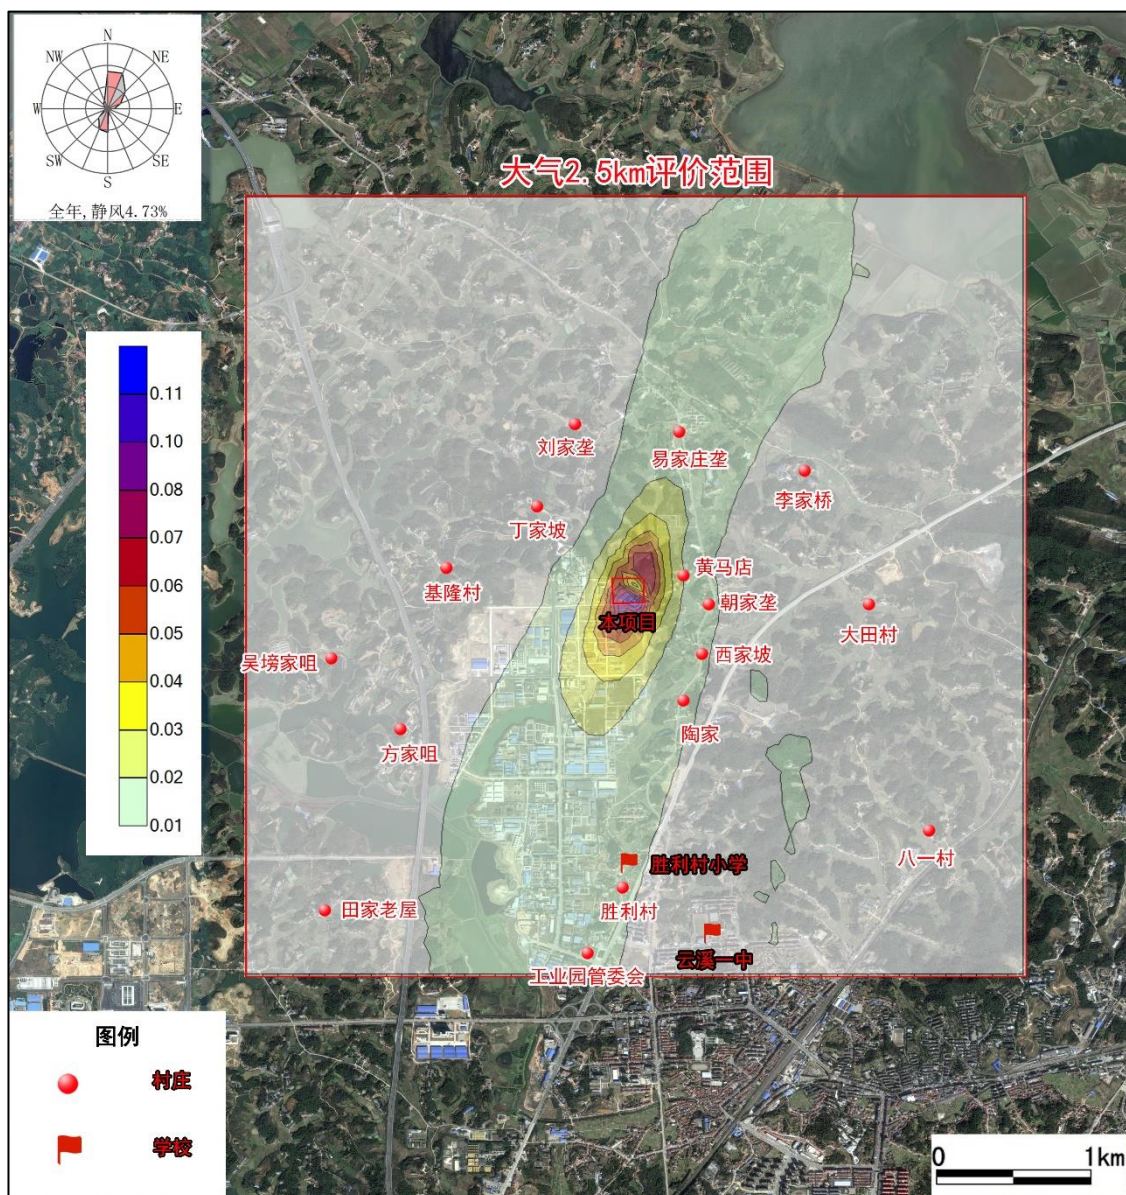 N
NW
NE
W
E
SW
SE
S
全年,静风4.73%
大气2.5km评价范围
0.11
0.10
0.08
0.07
0.06
0.05
0.04
0.03
0.02
0.01
刘家垄
易家庄垄
李家桥
丁家坡
黄马店
基隆村
朝家垄
大田村
本项目
吴塝家咀
西家坡
陶家
方家咀
八一村
胜利村小学
田家老屋
胜利村
云溪一中
工业园管委会
图例
村庄
学校
0 1km